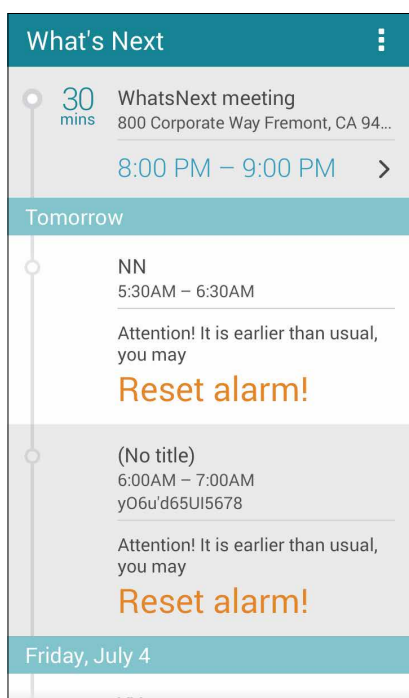 What's Next
30 mins
WhatsNext meeting
800 Corporate Way Fremont, CA 94...
8:00 PM – 9:00 PM
Tomorrow
NN
5:30AM – 6:30AM
Attention! It is earlier than usual,
you may
Reset alarm!
(No title)
6:00AM – 7:00AM
yO6u'd65UI5678
Attention! It is earlier than usual,
you may
Reset alarm!
Friday, July 4